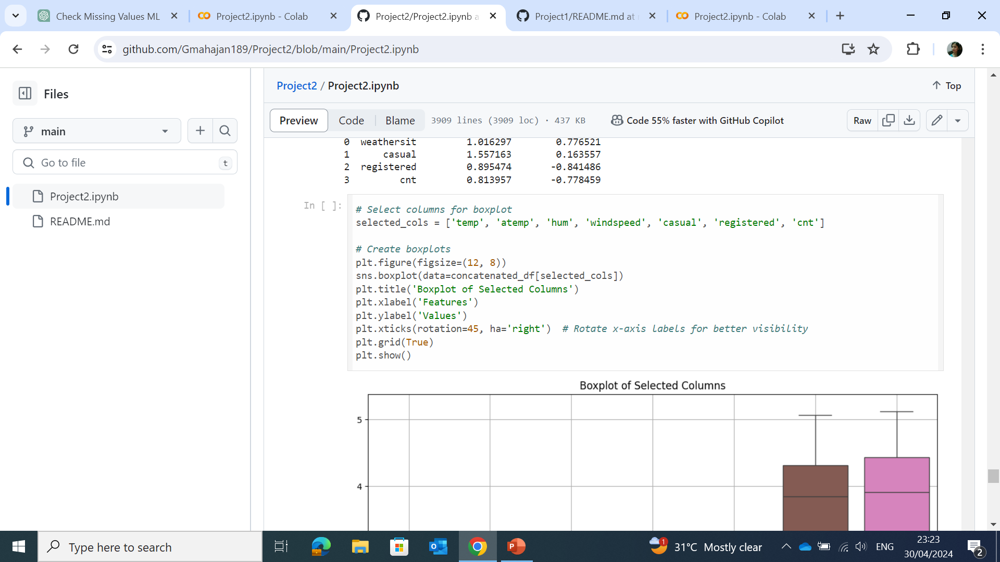 Check Missing Values ML
Project2.ipynb - Colab
Project2/Project2.ipynb a
Project1/README.md at
Project2.ipynb - Colab
github.com/Gmahajan189/Project2/blob/main/Project2.ipynb
Files
main
Go to file
t
Project2.ipynb
README.md
Project2 / Project2.ipynb
Top
Preview
Code
Blame
3909 lines (3909 loc) · 437 KB
Code 55% faster with GitHub Copilot
Raw
0 weathersit 1.016297 0.776521
1 casual 1.557163 0.163557
2 registered 0.895474 -0.841486
3 cnt 0.813957 -0.778459
In [ ]:
# Select columns for boxplot
selected_cols = ['temp', 'atemp', 'hum', 'windspeed', 'casual', 'registered', 'cnt']
# Create boxplots
plt.figure(figsize=(12, 8))
sns.boxplot(data=concatenated_df[selected_cols])
plt.title('Boxplot of Selected Columns')
plt.xlabel('Features')
plt.ylabel('Values')
plt.xticks(rotation=45, ha='right')  # Rotate x-axis labels for better visibility
plt.grid(True)
plt.show()
Boxplot of Selected Columns
5
4
Type here to search
1
31°C Mostly clear
ENG
23:23
30/04/2024
2